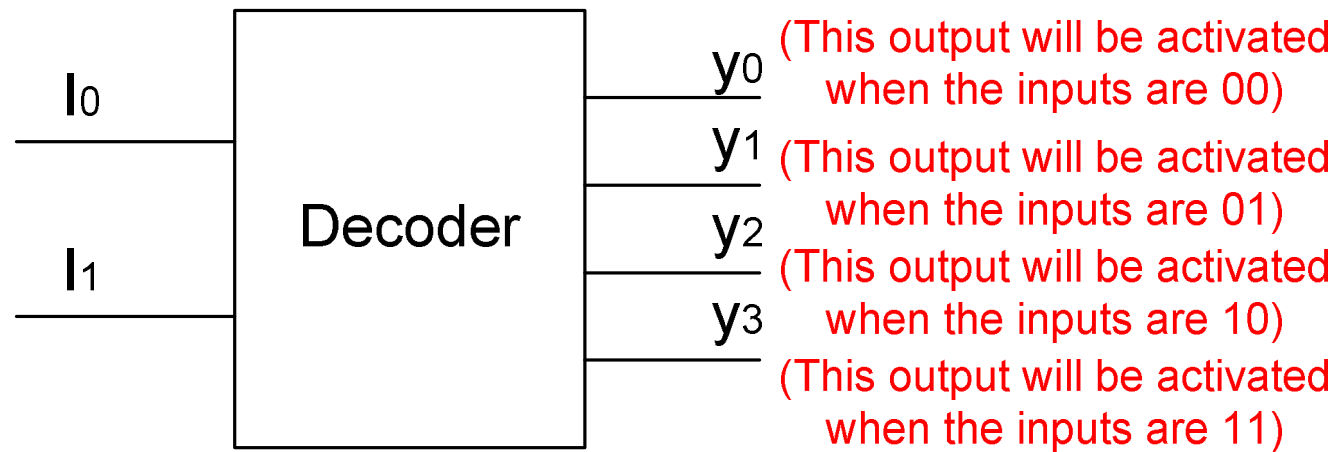 I0
I1
Decoder
y0
(This output will be activated
when the inputs are 00)
y1
(This output will be activated
when the inputs are 01)
y2
(This output will be activated
when the inputs are 10)
y3
(This output will be activated
when the inputs are 11)